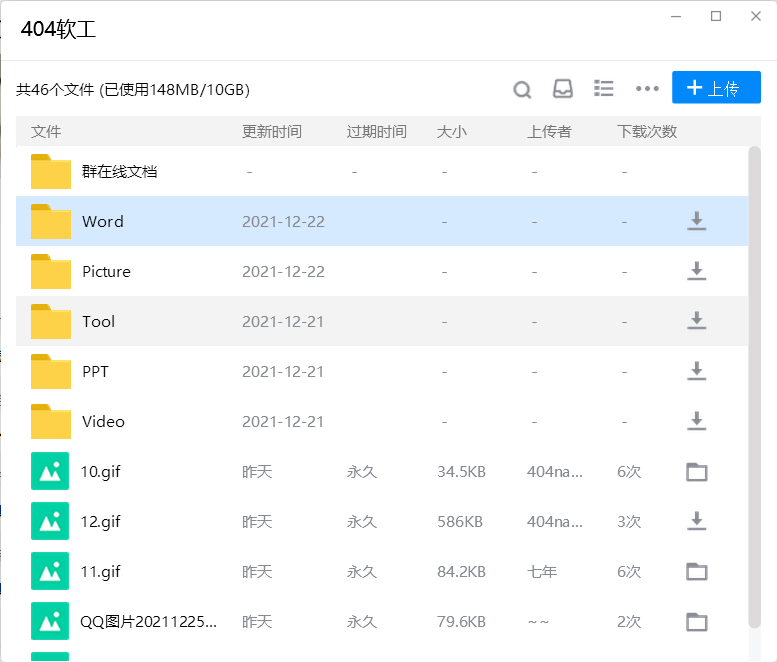 404软工
共46个文件 (已使用148MB/10GB)
上传
文件 更新时间 过期时间 大小 上传者 下载次数
群在线文档 - - - - -
Word 2021-12-22 - - -
Picture 2021-12-22 - - -
Tool 2021-12-21 - - -
PPT 2021-12-21 - - -
Video 2021-12-21 - - -
10.gif 昨天 永久 34.5KB 404na... 6次
12.gif 昨天 永久 586KB 404na... 3次
11.gif 昨天 永久 84.2KB 七年 6次
QQ图片20211225... 昨天 永久 79.6KB ~~ 2次